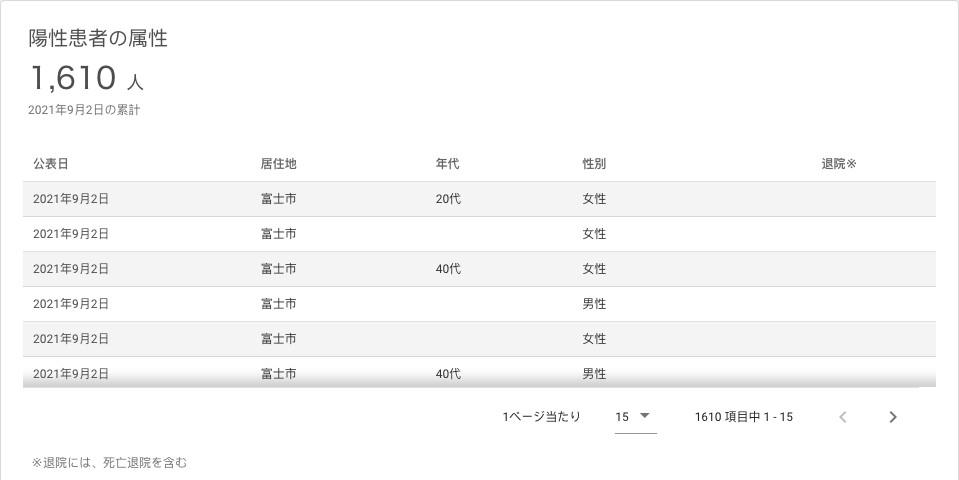 陽性患者の属性
1,610 人
2021年9月2日の累計
公表日 居住地 年代 性別 退院※
2021年9月2日 富士市 20代 女性
2021年9月2日 富士市 女性
2021年9月2日 富士市 40代 女性
2021年9月2日 富士市 男性
2021年9月2日 富士市 女性
2021年9月2日 富士市 40代 男性
1ページ当たり 15 1610 項目中 1 - 15
※退院には、死亡退院を含む